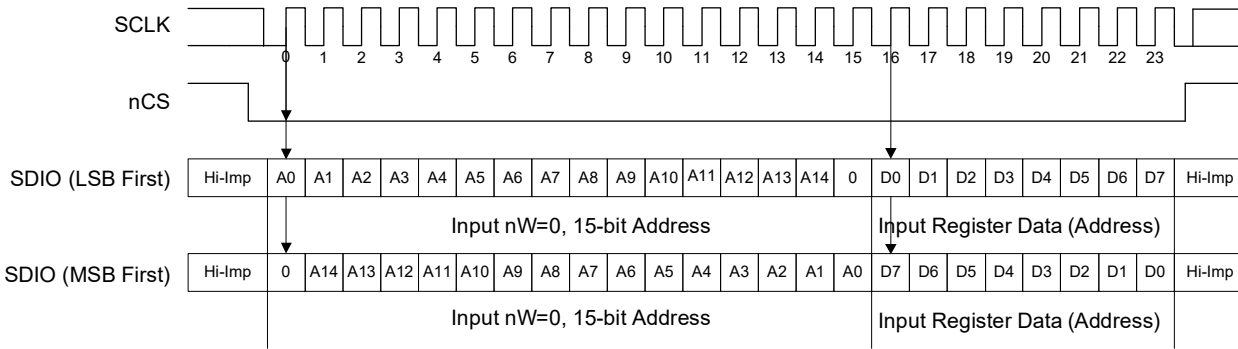 SCLK
0 1 2 3 4 5 6 7 8 9 10 11 12 13 14 15 16 17 18 19 20 21 22 23
nCS
SDIO (LSB First) Hi-Imp A0 A1 A2 A3 A4 A5 A6 A7 A8 A9 A10 A11 A12 A13 A14 0 D0 D1 D2 D3 D4 D5 D6 D7 Hi-Imp
Input nW=0, 15-bit Address Input Register Data (Address)
SDIO (MSB First) Hi-Imp 0 A14 A13 A12 A11 A10 A9 A8 A7 A6 A5 A4 A3 A2 A1 A0 D7 D6 D5 D4 D3 D2 D1 D0 Hi-Imp
Input nW=0, 15-bit Address Input Register Data (Address)